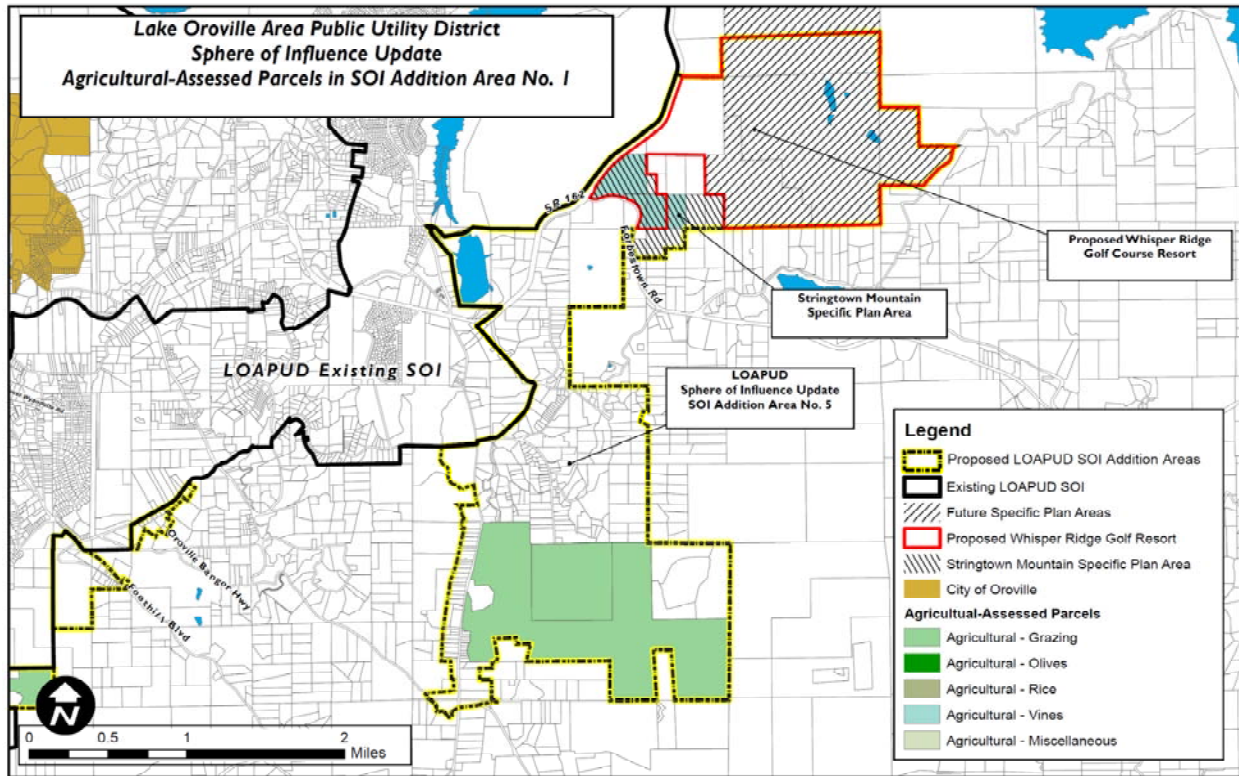 Lake Oroville Area Public Utility District
Sphere of Influence Update
Agricultural-Assessed Parcels in SOI Addition Area No. 1
S.R. 162
Forbestown Rd
Proposed Whisper Ridge
Golf Course Resort
Stringtown Mountain
Specific Plan Area
LOAPUD Existing SOI
LOAPUD
Sphere of Influence Update
SOI Addition Area No. 5
Oroville Bangor Hwy
Foothill Blvd
Legend
Proposed LOAPUD SOI Addition Areas
Existing LOAPUD SOI
Future Specific Plan Areas
Proposed Whisper Ridge Golf Resort
Stringtown Mountain Specific Plan Area
City of Oroville
Agricultual-Assessed Parcels
Agricultural - Grazing
Agricultural - Olives
Agricultural - Rice
Agricultural - Vines
Agricultural - Miscellaneous
N
0 0.5 1 2
Miles